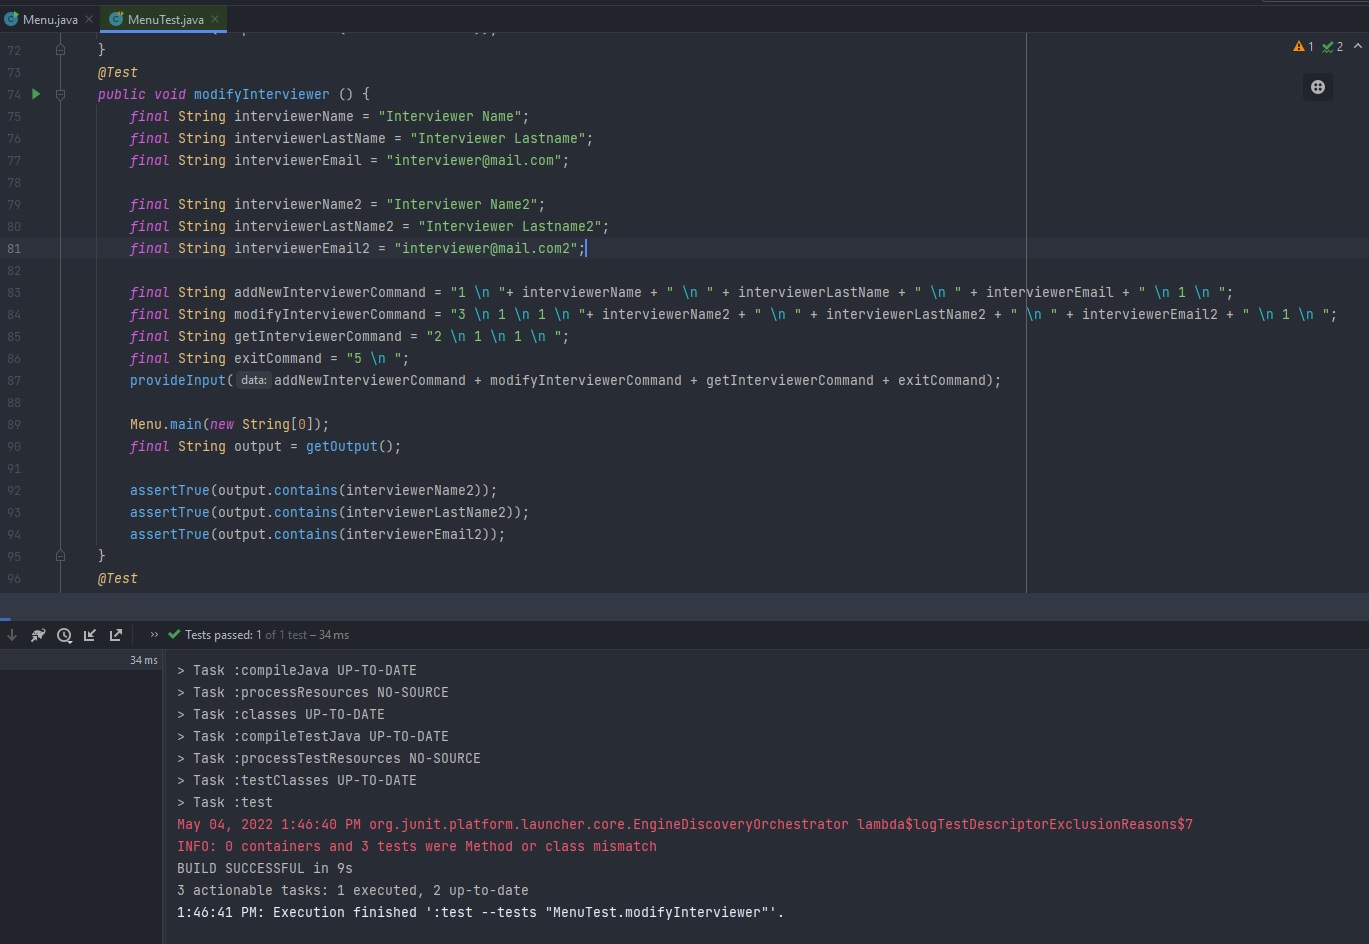 Menu.java
MenuTest.java
72 }
73 @Test
1 2
74 public void modifyInterviewer () {
75 final String interviewerName = "Interviewer Name";
76 final String interviewerLastName = "Interviewer Lastname";
77 final String interviewerEmail = "interviewer@mail.com";
78
79 final String interviewerName2 = "Interviewer Name2";
80 final String interviewerLastName2 = "Interviewer Lastname2";
81 final String interviewerEmail2 = "interviewer@mail.com2";
82
83 final String addNewInterviewerCommand = "1 \n "+ interviewerName + " \n " + interviewerLastName + " \n " + interviewerEmail + " \n 1 \n ";
84 final String modifyInterviewerCommand = "3 \n 1 \n 1 \n "+ interviewerName2 + " \n " + interviewerLastName2 + " \n " + interviewerEmail2 + " \n 1 \n ";
85 final String getInterviewerCommand = "2 \n 1 \n 1 \n ";
86 final String exitCommand = "5 \n ";
87 provideInput( data: addNewInterviewerCommand + modifyInterviewerCommand + getInterviewerCommand + exitCommand);
88
89 Menu.main(new String[0]);
90 final String output = getOutput();
91
92 assertTrue(output.contains(interviewerName2));
93 assertTrue(output.contains(interviewerLastName2));
94 assertTrue(output.contains(interviewerEmail2));
95 }
96 @Test
» Tests passed: 1 of 1 test – 34 ms
34 ms
> Task :compileJava UP-TO-DATE
> Task :processResources NO-SOURCE
> Task :classes UP-TO-DATE
> Task :compileTestJava UP-TO-DATE
> Task :processTestResources NO-SOURCE
> Task :testClasses UP-TO-DATE
> Task :test
May 04, 2022 1:46:40 PM org.junit.platform.launcher.core.EngineDiscoveryOrchestrator lambda$logTestDescriptorExclusionReasons$7
INFO: 0 containers and 3 tests were Method or class mismatch
BUILD SUCCESSFUL in 9s
3 actionable tasks: 1 executed, 2 up-to-date
1:46:41 PM: Execution finished ':test --tests "MenuTest.modifyInterviewer"'.